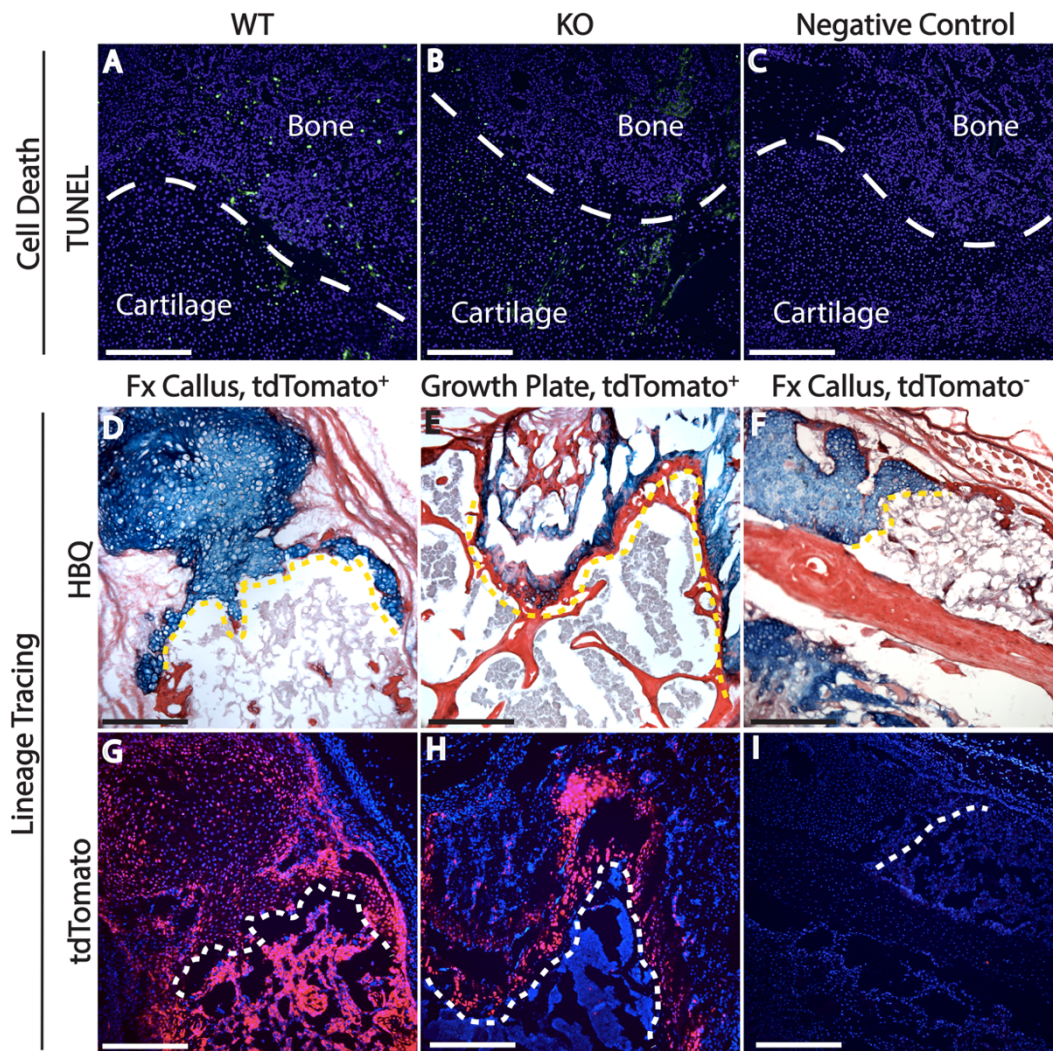 WT
KO
Negative Control
Cell Death
TUNEL
A
Bone
Cartilage
B
Bone
Cartilage
C
Bone
Cartilage
Fx Callus, tdTomato⁺
Growth Plate, tdTomato⁺
Fx Callus, tdTomato⁻
Lineage Tracing
HBQ
D
E
F
tdTomato
G
H
I